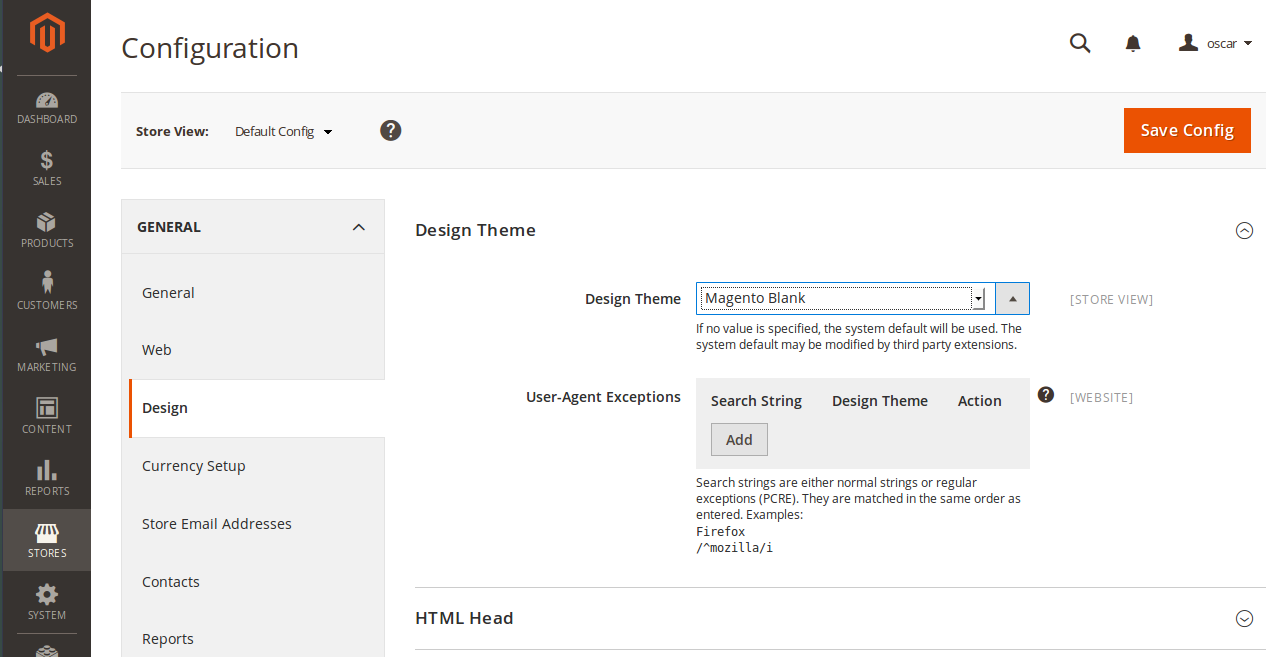 Configuration
oscar
Store View: Default Config ?
Save Config
DASHBOARD
SALES
PRODUCTS
CUSTOMERS
MARKETING
CONTENT
REPORTS
STORES
SYSTEM
GENERAL
General
Web
Design
Currency Setup
Store Email Addresses
Contacts
Reports
Design Theme
Design Theme Magento Blank [STORE VIEW]
If no value is specified, the system default will be used. The
system default may be modified by third party extensions.
User-Agent Exceptions Search String Design Theme Action ? [WEBSITE]
Add
Search strings are either normal strings or regular
exceptions (PCRE). They are matched in the same order as
entered. Examples:
Firefox
/^mozilla/i
HTML Head